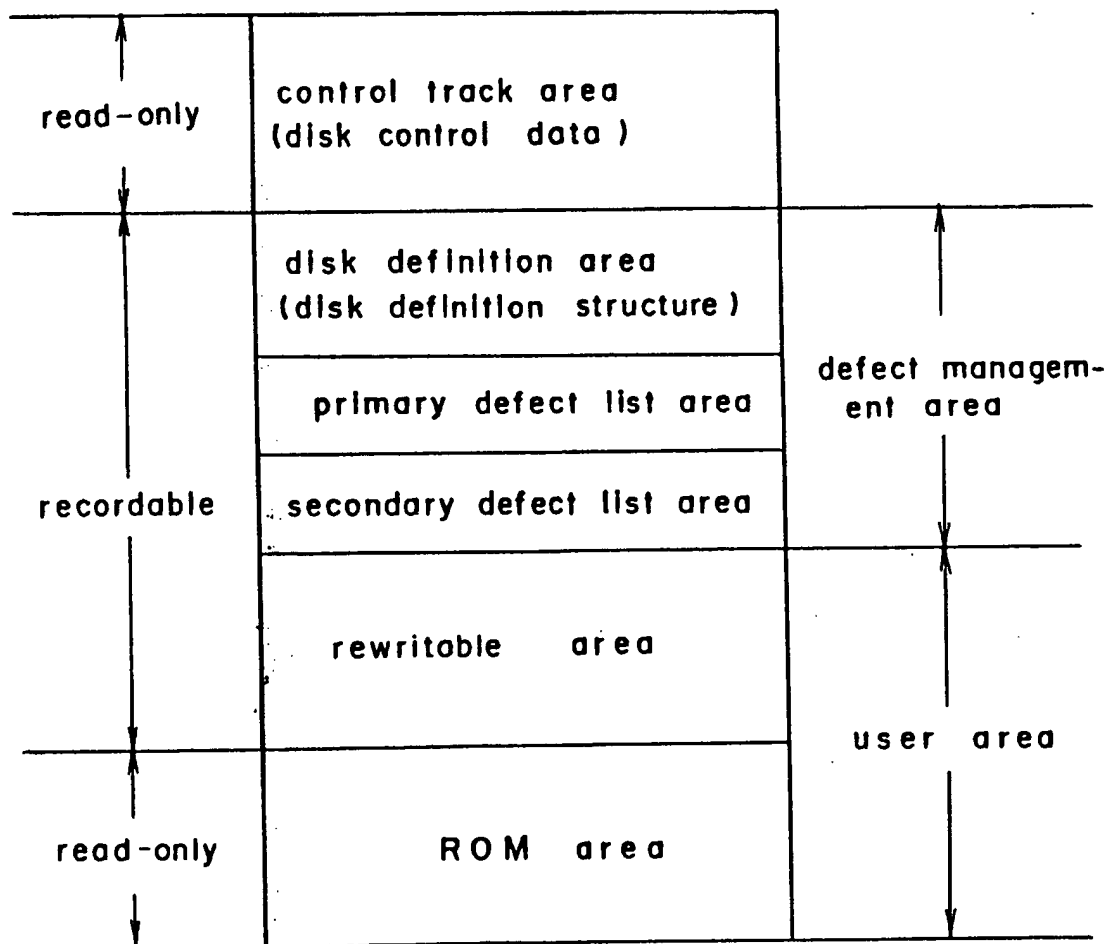 read-only
control track area
(disk control data)
disk definition area
(disk definition structure)
primary defect list area
defect managem-
ent area
recordable
secondary defect list area
rewritable area
user area
read-only
ROM area